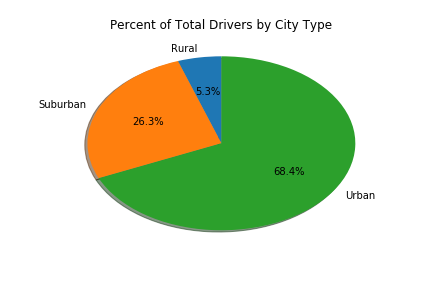 Percent of Total Drivers by City Type
Rural
5.3%
Suburban
26.3%
68.4%
Urban